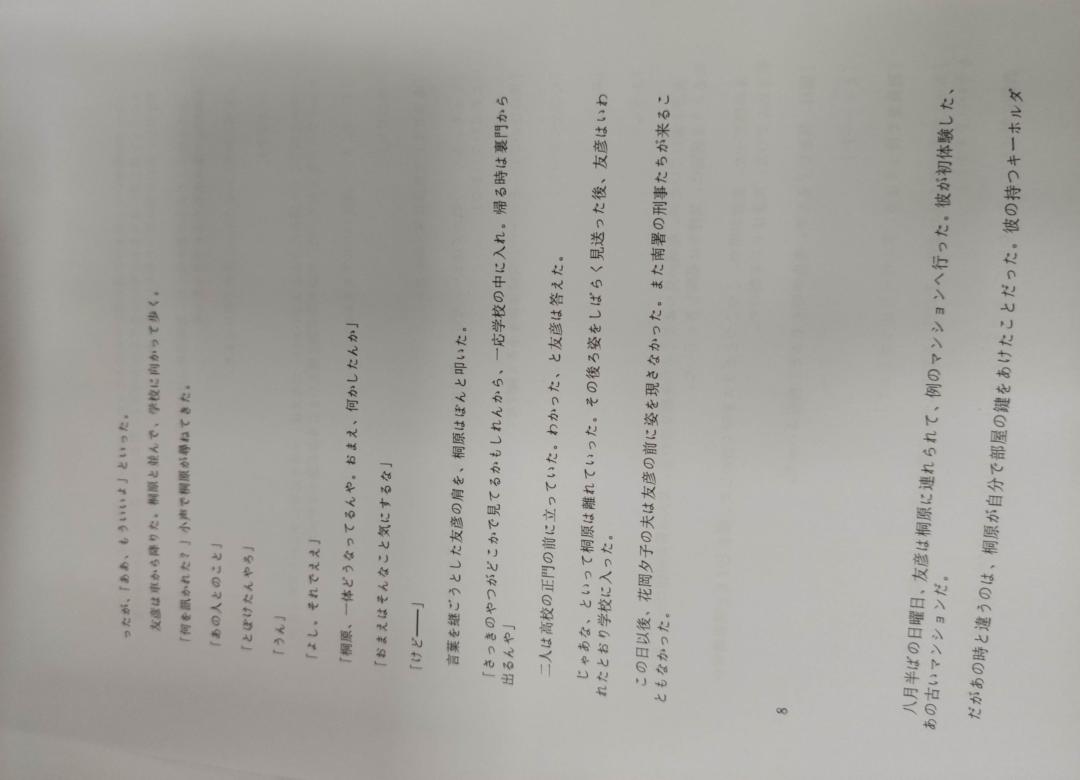 ったが、「ああ、もういいよ」といった。
友彦は車から降りた。桐原と並んで、学校に向かって歩く。
「何を訊かれた？」小声で桐原が尋ねてきた。
「あの人とのこと」
「とぼけたんやろ」
「うん」
「よし。それでええ」
「桐原、一体どうなってるんや。おまえ、何かしたんか」
「おまえはそんなこと気にするな」
「けど――」
言葉を継ごうとした友彦の肩を、桐原はぽんと叩いた。
「さっきのやつがどこかで見てるかもしれんから、一応学校の中に入れ。帰る時は裏門から
出るんや」
二人は高校の正門の前に立っていた。わかった、と友彦は答えた。
じゃあな、といって桐原は離れていった。その後ろ姿をしばらく見送った後、友彦はいわ
れたとおり学校に入った。
この日以後、花岡夕子の夫は友彦の前に姿を現さなかった。また南署の刑事たちが来るこ
ともなかった。
8
八月半ばの日曜日、友彦は桐原に連れられて、例のマンションへ行った。彼が初体験した、
あの古いマンションだ。
だがあの時と違うのは、桐原が自分で部屋の鍵をあけたことだった。彼の持つキーホルダ